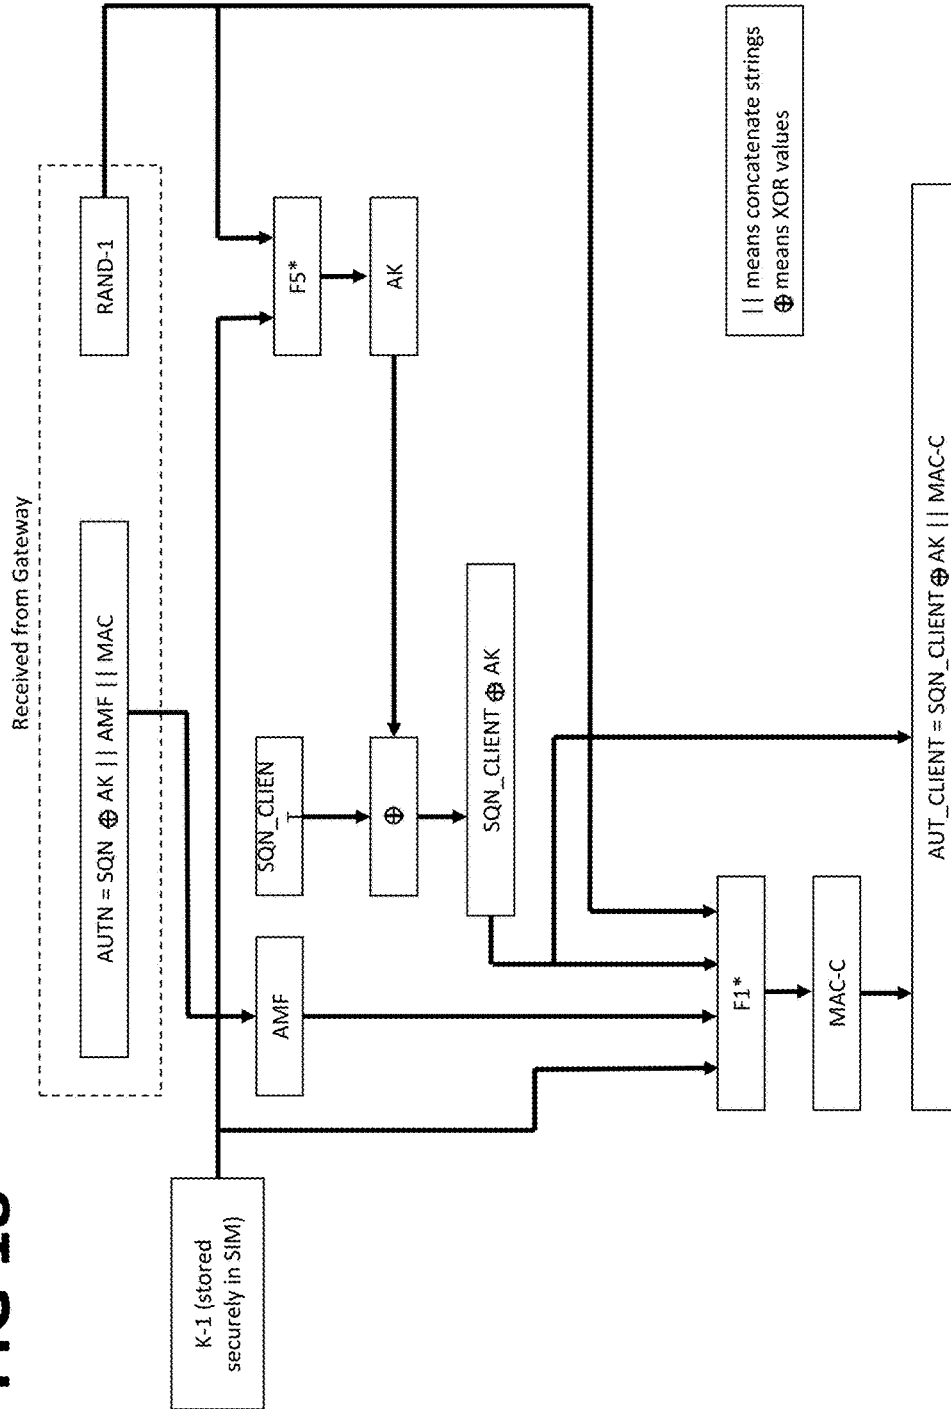 Received from Gateway
AUTN = SQN ⊕ AK || AMF || MAC
RAND-1
K-1 (stored
securely in SIM)
AMF
SQN_CLIEN
T
F5*
⊕
AK
SQN_CLIENT ⊕ AK
F1*
|| means concatenate strings
⊕ means XOR values
MAC-C
AUT_CLIENT = SQN_CLIENT ⊕ AK || MAC-C